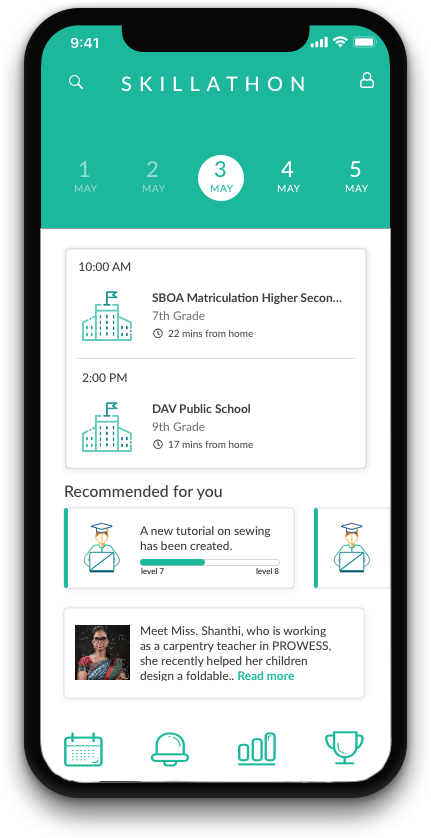 9:41
SKILLATHON
1 2 3 4 5
MAY MAY MAY MAY MAY
10:00 AM
SBOA Matriculation Higher Secon...
7th Grade
22 mins from home
2:00 PM
DAV Public School
9th Grade
17 mins from home
Recommended for you
A new tutorial on sewing
has been created.
level 7 level 8
Meet Miss. Shanthi, who is working
as a carpentry teacher in PROWESS,
she recently helped her children
design a foldable.. Read more